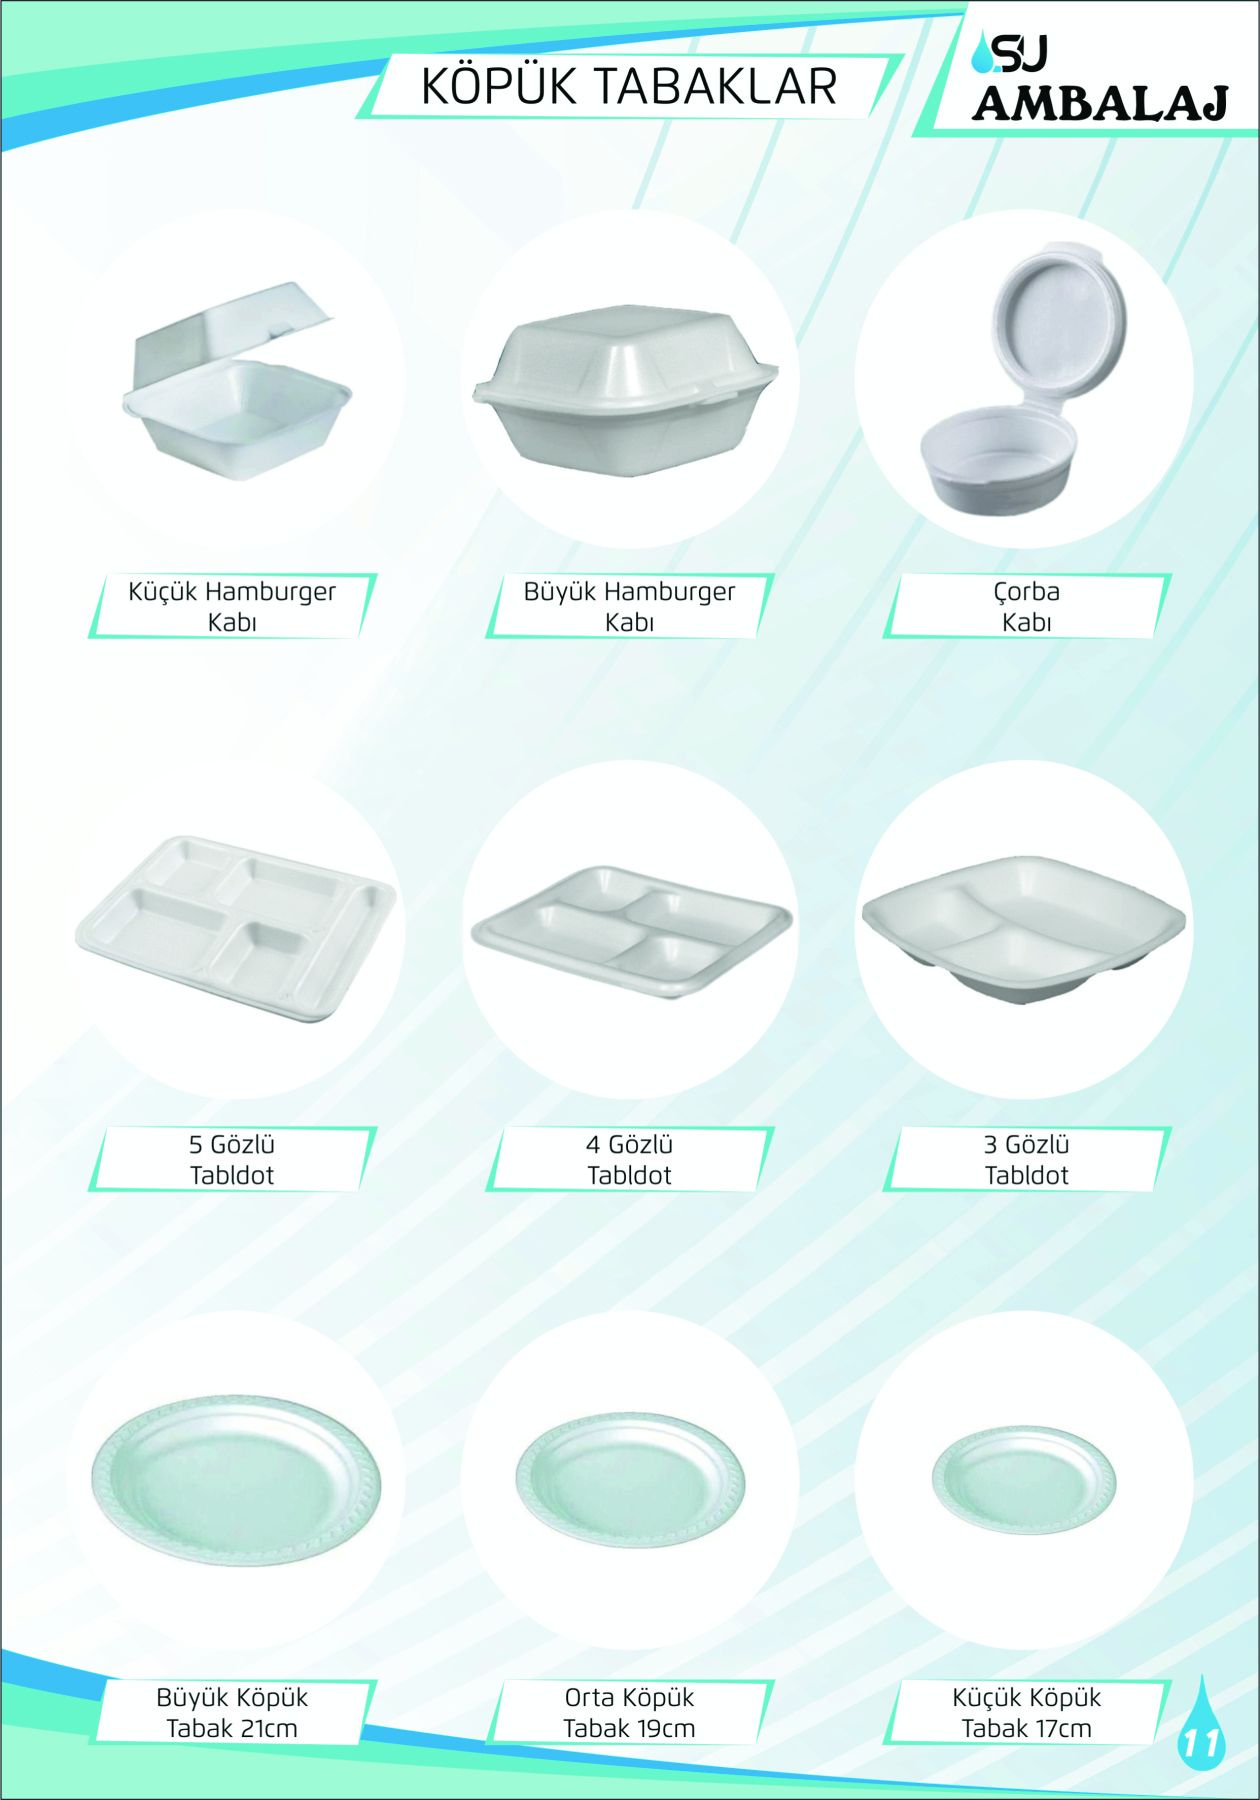 KÖPÜK TABAKLAR
SU
AMBALAJ
Küçük Hamburger
Kabı
Büyük Hamburger
Kabı
Çorba
Kabı
5 Gözlü
Tabldot
4 Gözlü
Tabldot
3 Gözlü
Tabldot
Büyük Köpük
Tabak 21cm
Orta Köpük
Tabak 19cm
Küçük Köpük
Tabak 17cm
11